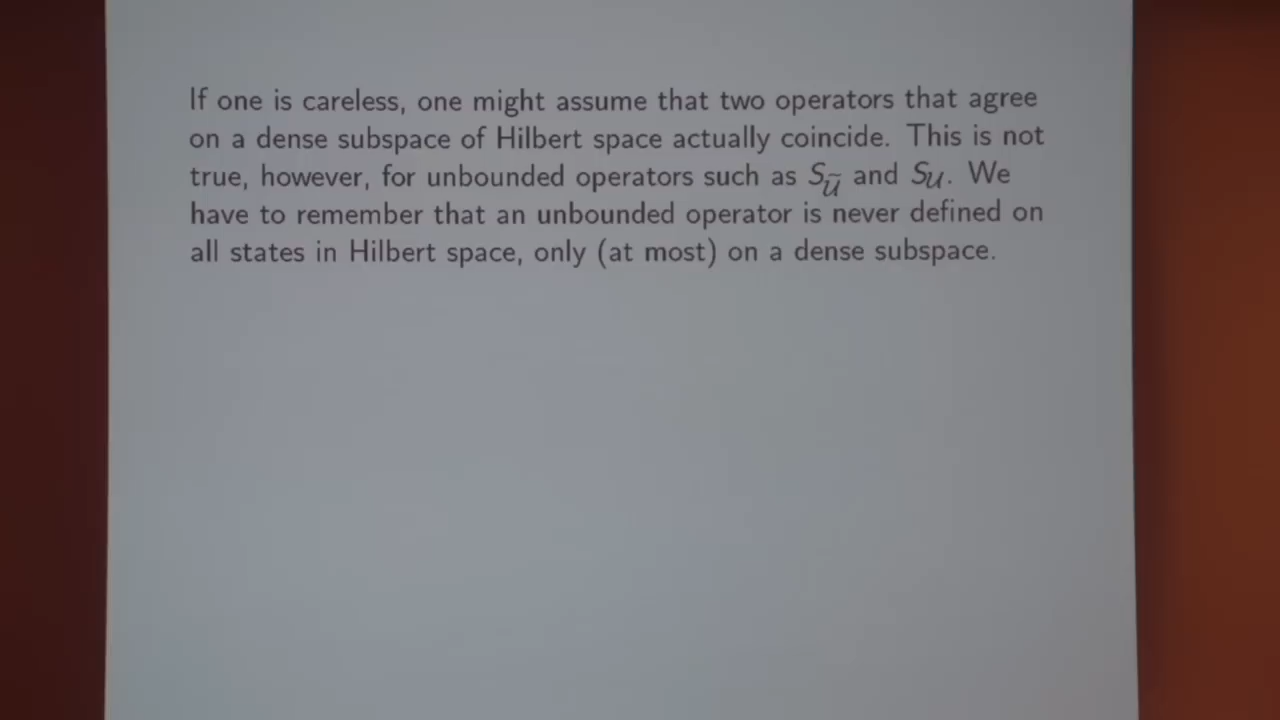 If one is careless, one might assume that two operators that agree
on a dense subspace of Hilbert space actually coincide. This is not
true, however, for unbounded operators such as S_Ũ and S_U. We
have to remember that an unbounded operator is never defined on
all states in Hilbert space, only (at most) on a dense subspace.